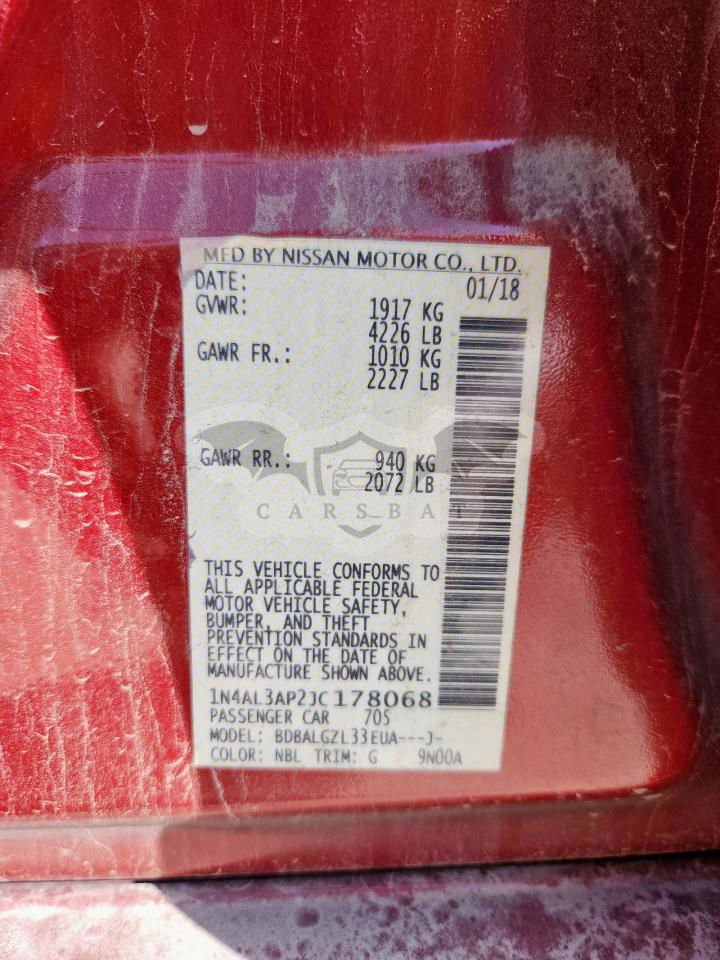 MFD BY NISSAN MOTOR CO., LTD.
DATE: 01/18
GVWR: 1917 KG
4226 LB
GAWR FR.: 1010 KG
2227 LB
GAWR RR.: 940 KG
2072 LB
CARSBAT
THIS VEHICLE CONFORMS TO
ALL APPLICABLE FEDERAL
MOTOR VEHICLE SAFETY,
BUMPER, AND THEFT
PREVENTION STANDARDS IN
EFFECT ON THE DATE OF
MANUFACTURE SHOWN ABOVE.
1N4AL3AP2JC178068
PASSENGER CAR 705
MODEL: BDBALGZL33EUA---J-
COLOR: NBL TRIM: G 9N00A